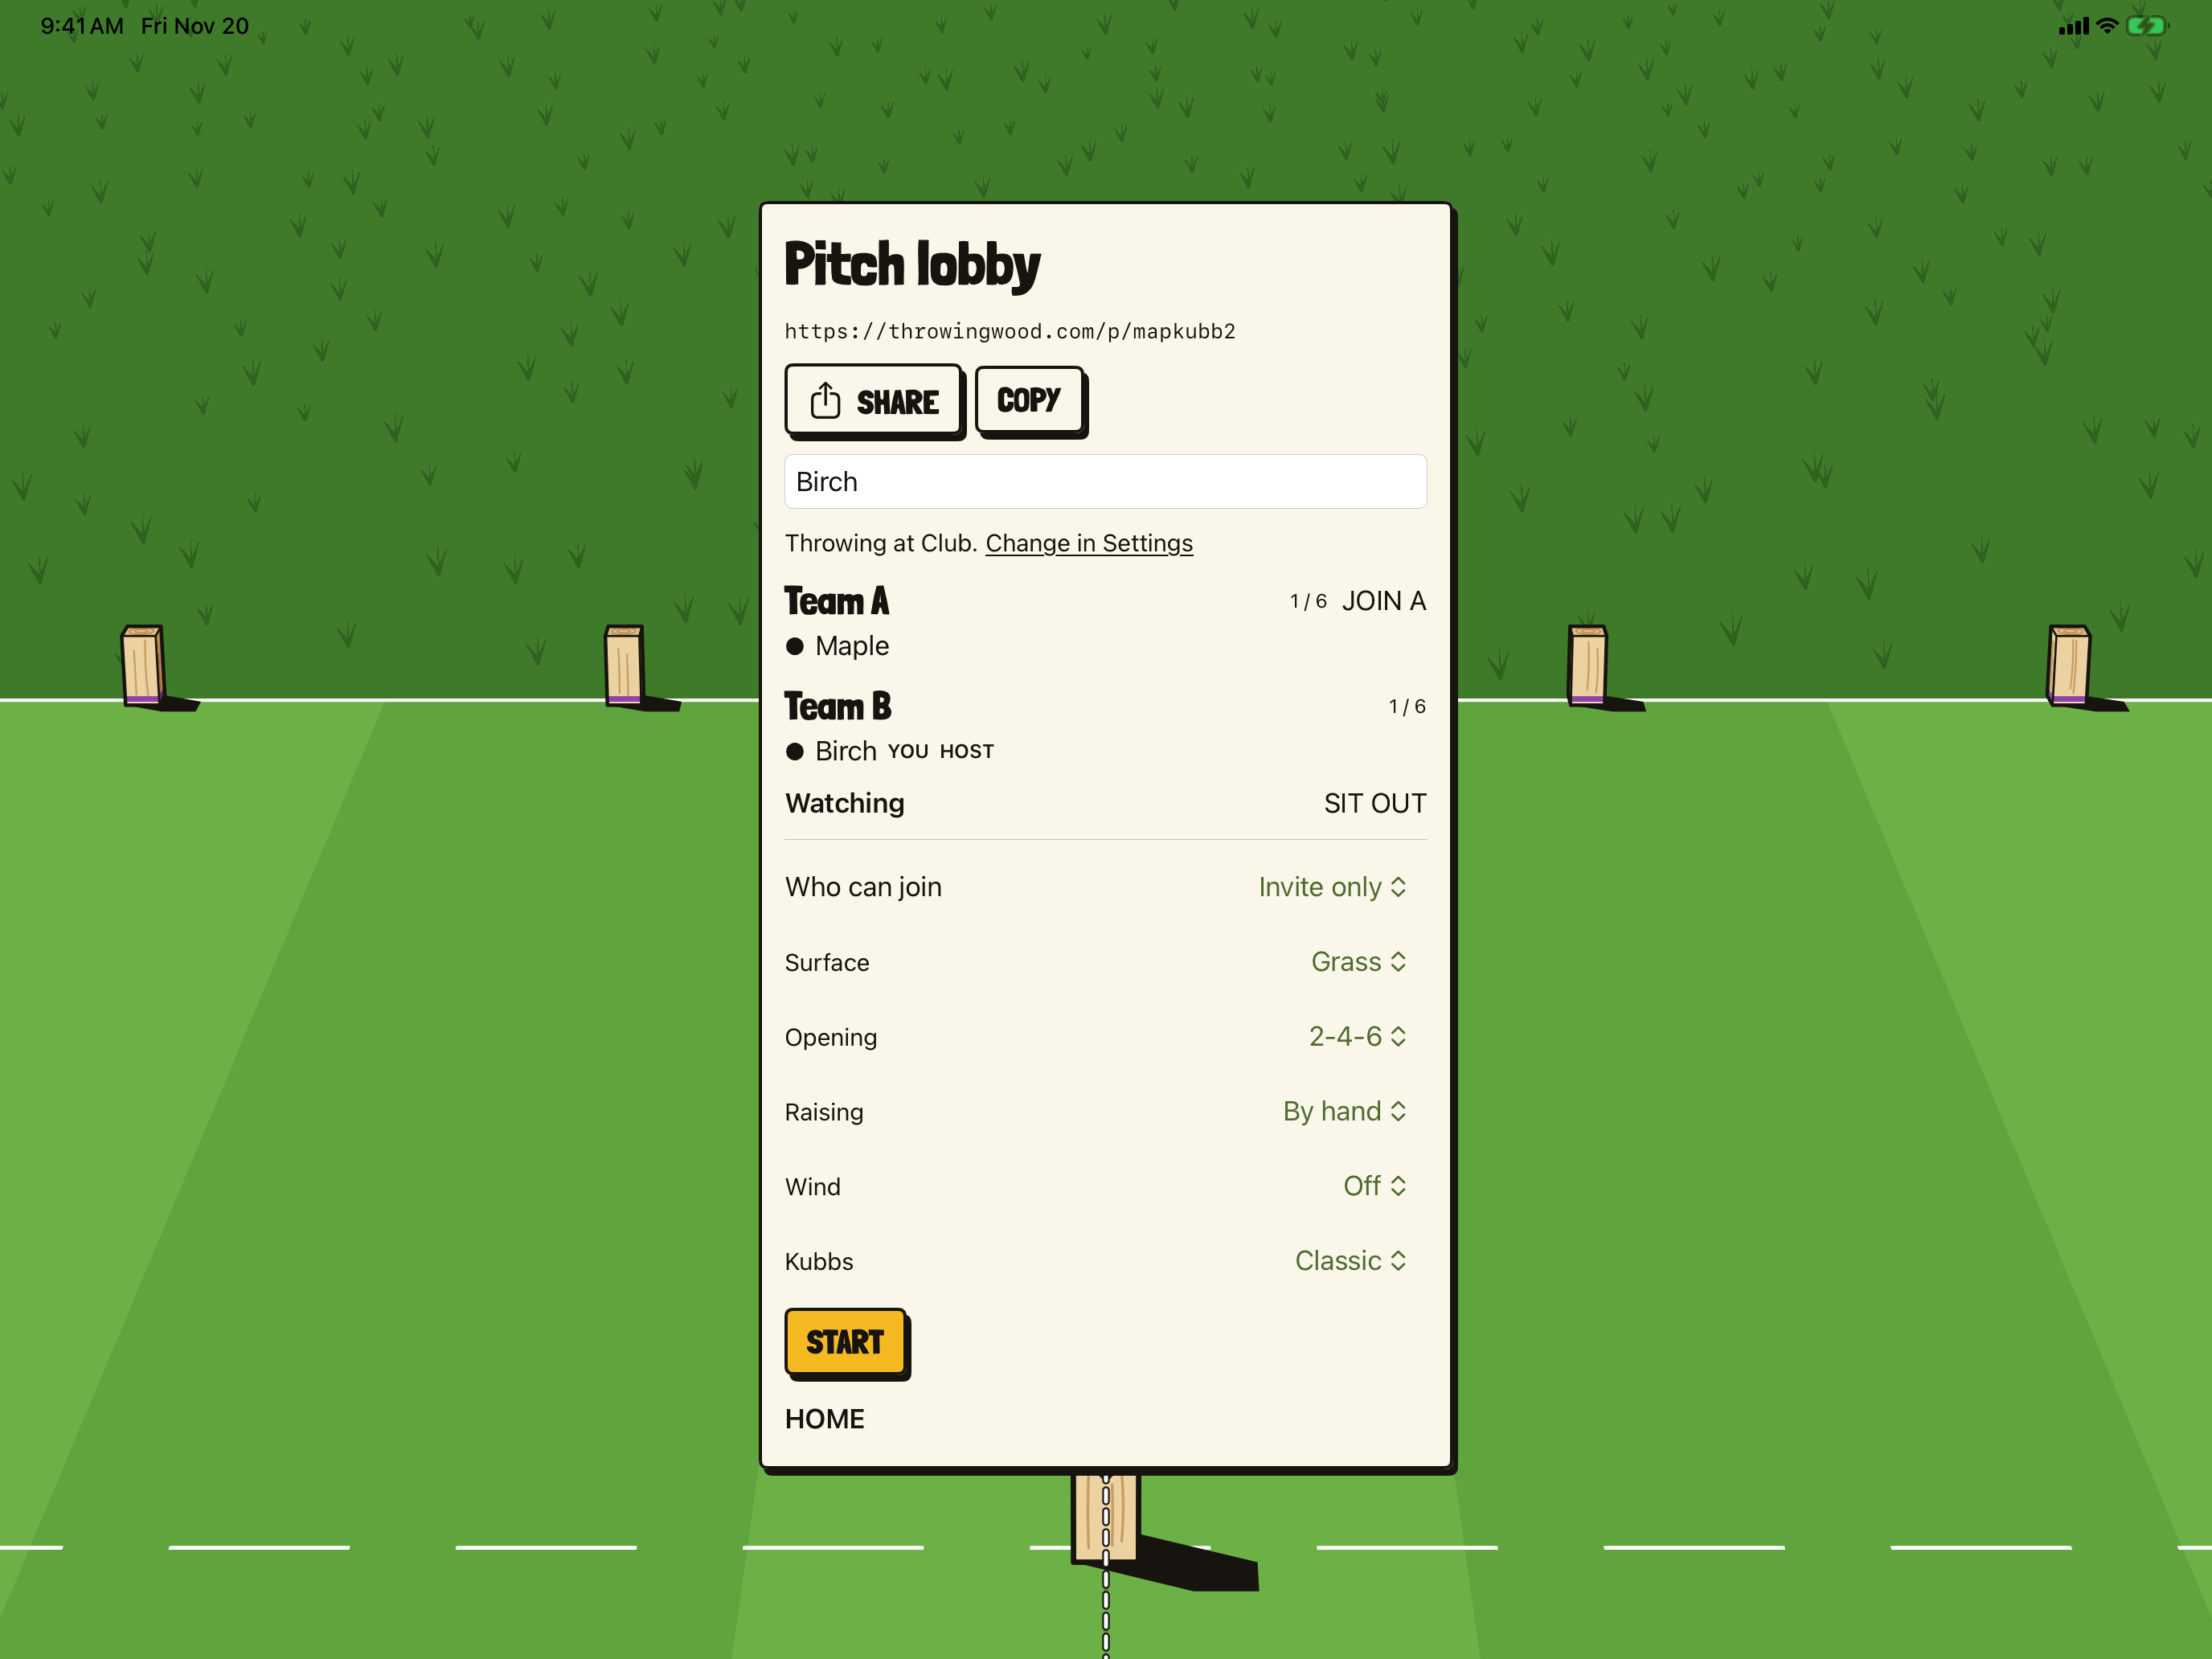 9:41 AM Fri Nov 20
Pitch lobby
https://throwingwood.com/p/mapkubb2
SHARE COPY
Birch
Throwing at Club. Change in Settings
Team A 1 / 6 JOIN A
Maple
Team B 1 / 6
Birch YOU HOST
Watching SIT OUT
Who can join Invite only
Surface Grass
Opening 2-4-6
Raising By hand
Wind Off
Kubbs Classic
START
HOME